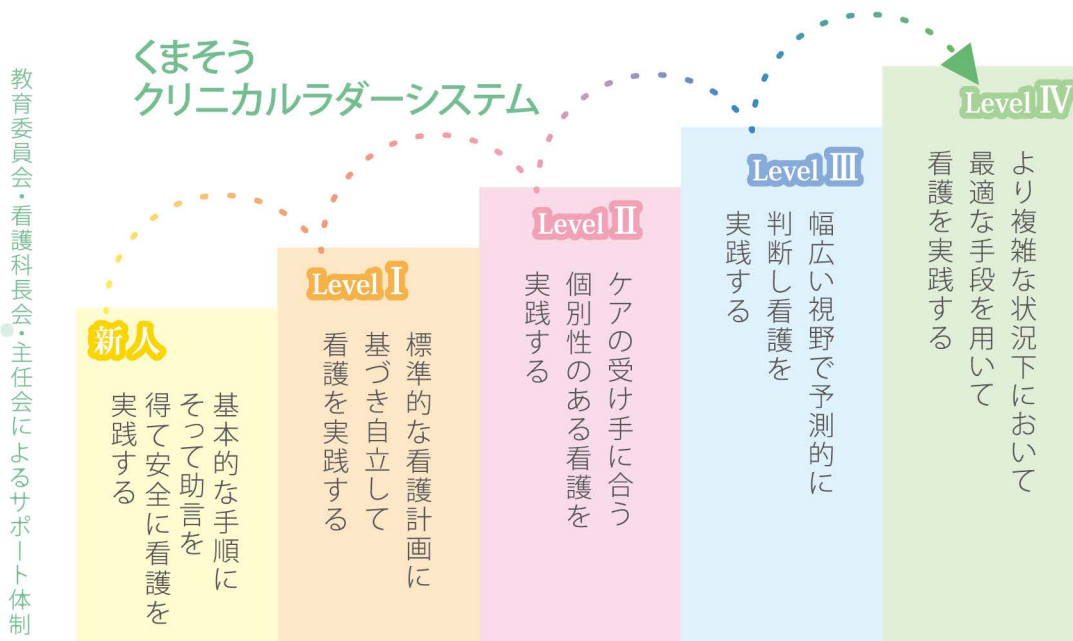 くまそう
クリニカルラダーシステム
教育委員会・看護科長会・主任会によるサポート体制
新人
基本的な手順に
そって助言を
得て安全に看護を
実践する
Level Ⅰ
標準的な看護計画に
基づき自立して
看護を実践する
Level Ⅱ
ケアの受け手に合う
個別性のある看護を
実践する
Level Ⅲ
幅広い視野で予測的に
判断し看護を
実践する
Level Ⅳ
より複雑な状況下において
最適な手段を用いて
看護を実践する